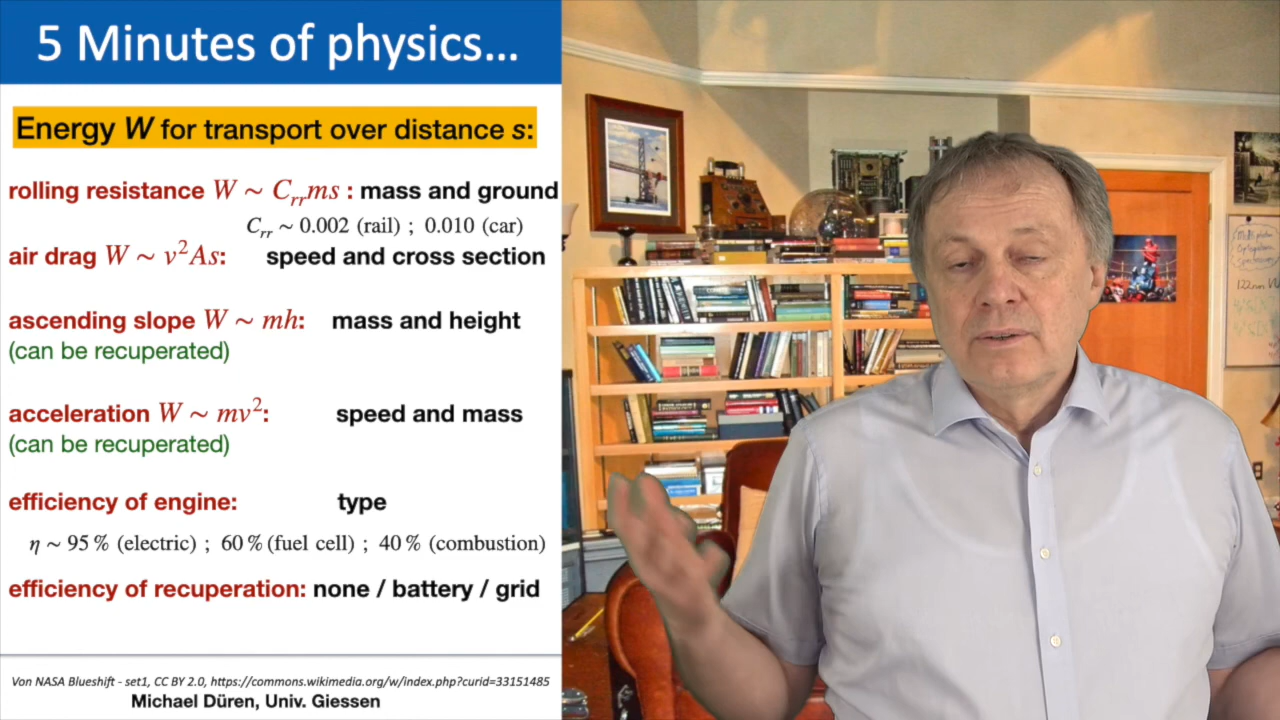 5 Minutes of physics...
Energy W for transport over distance s:
rolling resistance W ~ C_rr ms : mass and ground
C_rr ~ 0.002 (rail) ; 0.010 (car)
air drag W ~ v²As: speed and cross section
ascending slope W ~ mh: mass and height
(can be recuperated)
acceleration W ~ mv²: speed and mass
(can be recuperated)
efficiency of engine: type
η ~ 95 % (electric) ; 60 % (fuel cell) ; 40 % (combustion)
efficiency of recuperation: none / battery / grid
Von NASA Blueshift - set1, CC BY 2.0, https://commons.wikimedia.org/w/index.php?curid=33151485
Michael Düren, Univ. Giessen